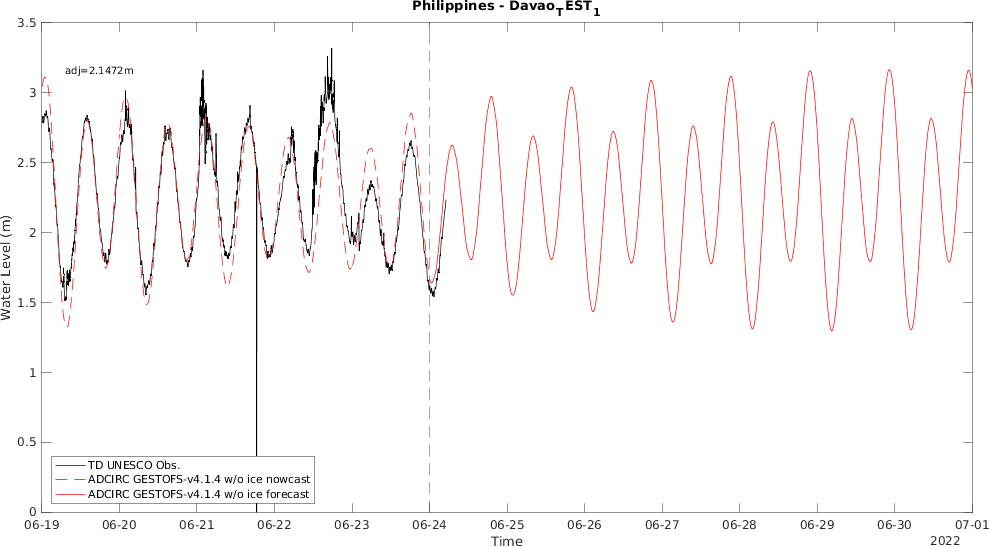 Philippines - Davao_TEST_1
3.5
3
2.5
2
1.5
1
0.5
0
Water Level (m)
adj=2.1472m
TD UNESCO Obs.
ADCIRC GESTOFS-v4.1.4 w/o ice nowcast
ADCIRC GESTOFS-v4.1.4 w/o ice forecast
06-19 06-20 06-21 06-22 06-23 06-24 06-25 06-26 06-27 06-28 06-29 06-30 07-01
Time
2022